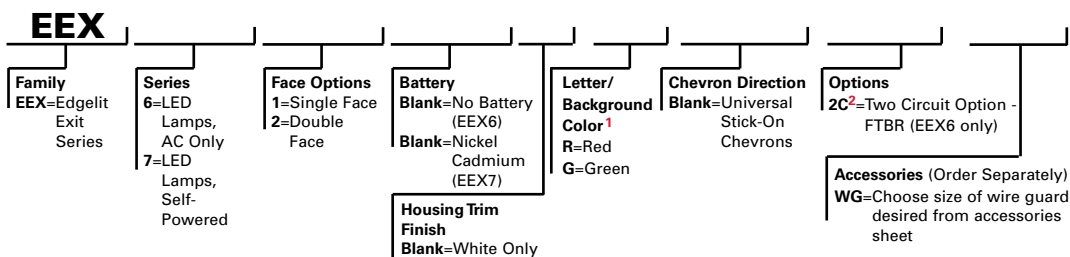 EEX
Family
EEX=Edgelit
Exit
Series
Series
6=LED
Lamps,
AC Only
7=LED
Lamps,
Self-
Powered
Face Options
1=Single Face
2=Double
Face
Battery
Blank=No Battery
(EEX6)
Blank=Nickel
Cadmium
(EEX7)
Housing Trim
Finish
Blank=White Only
Letter/
Background
Color1
R=Red
G=Green
Chevron Direction
Blank=Universal
Stick-On
Chevrons
Options
2C2=Two Circuit Option -
FTBR (EEX6 only)
Accessories (Order Separately)
WG=Choose size of wire guard
desired from accessories
sheet